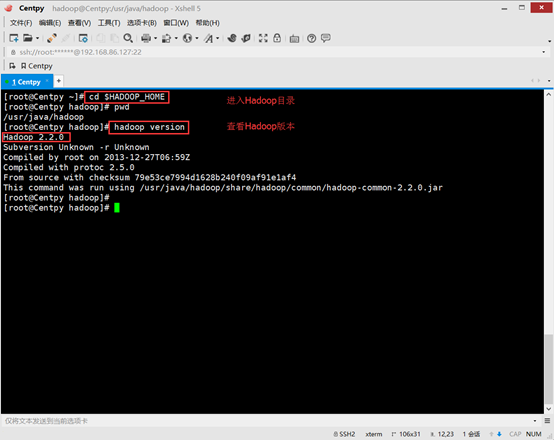 Centpy hadoop@Centpy:/usr/java/hadoop - Xshell 5
文件(F) 编辑(E) 查看(V) 工具(T) 选项卡(B) 窗口(W) 帮助(H)
ssh://root:******@192.168.86.127:22
Centpy
1 Centpy × +
[root@Centpy ~]# cd $HADOOP_HOME 进入Hadoop目录
[root@Centpy hadoop]# pwd
/usr/java/hadoop
[root@Centpy hadoop]# hadoop version 查看Hadoop版本
Hadoop 2.2.0
Subversion Unknown -r Unknown
Compiled by root on 2013-12-27T06:59Z
Compiled with protoc 2.5.0
From source with checksum 79e53ce7994d1628b240f09af91e1af4
This command was run using /usr/java/hadoop/share/hadoop/common/hadoop-common-2.2.0.jar
[root@Centpy hadoop]#
[root@Centpy hadoop]#
仅将文本发送到当前选项卡
SSH2 xterm 106x31 12,23 1 会话 CAP NUM